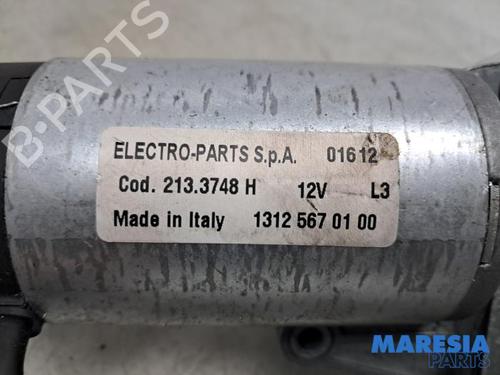 B-PARTS
ELECTRO-PARTS S.p.A. 01612
Cod. 213.3748 H 12V L3
Made in Italy 1312 567 01 00
MARESIA
PARTS